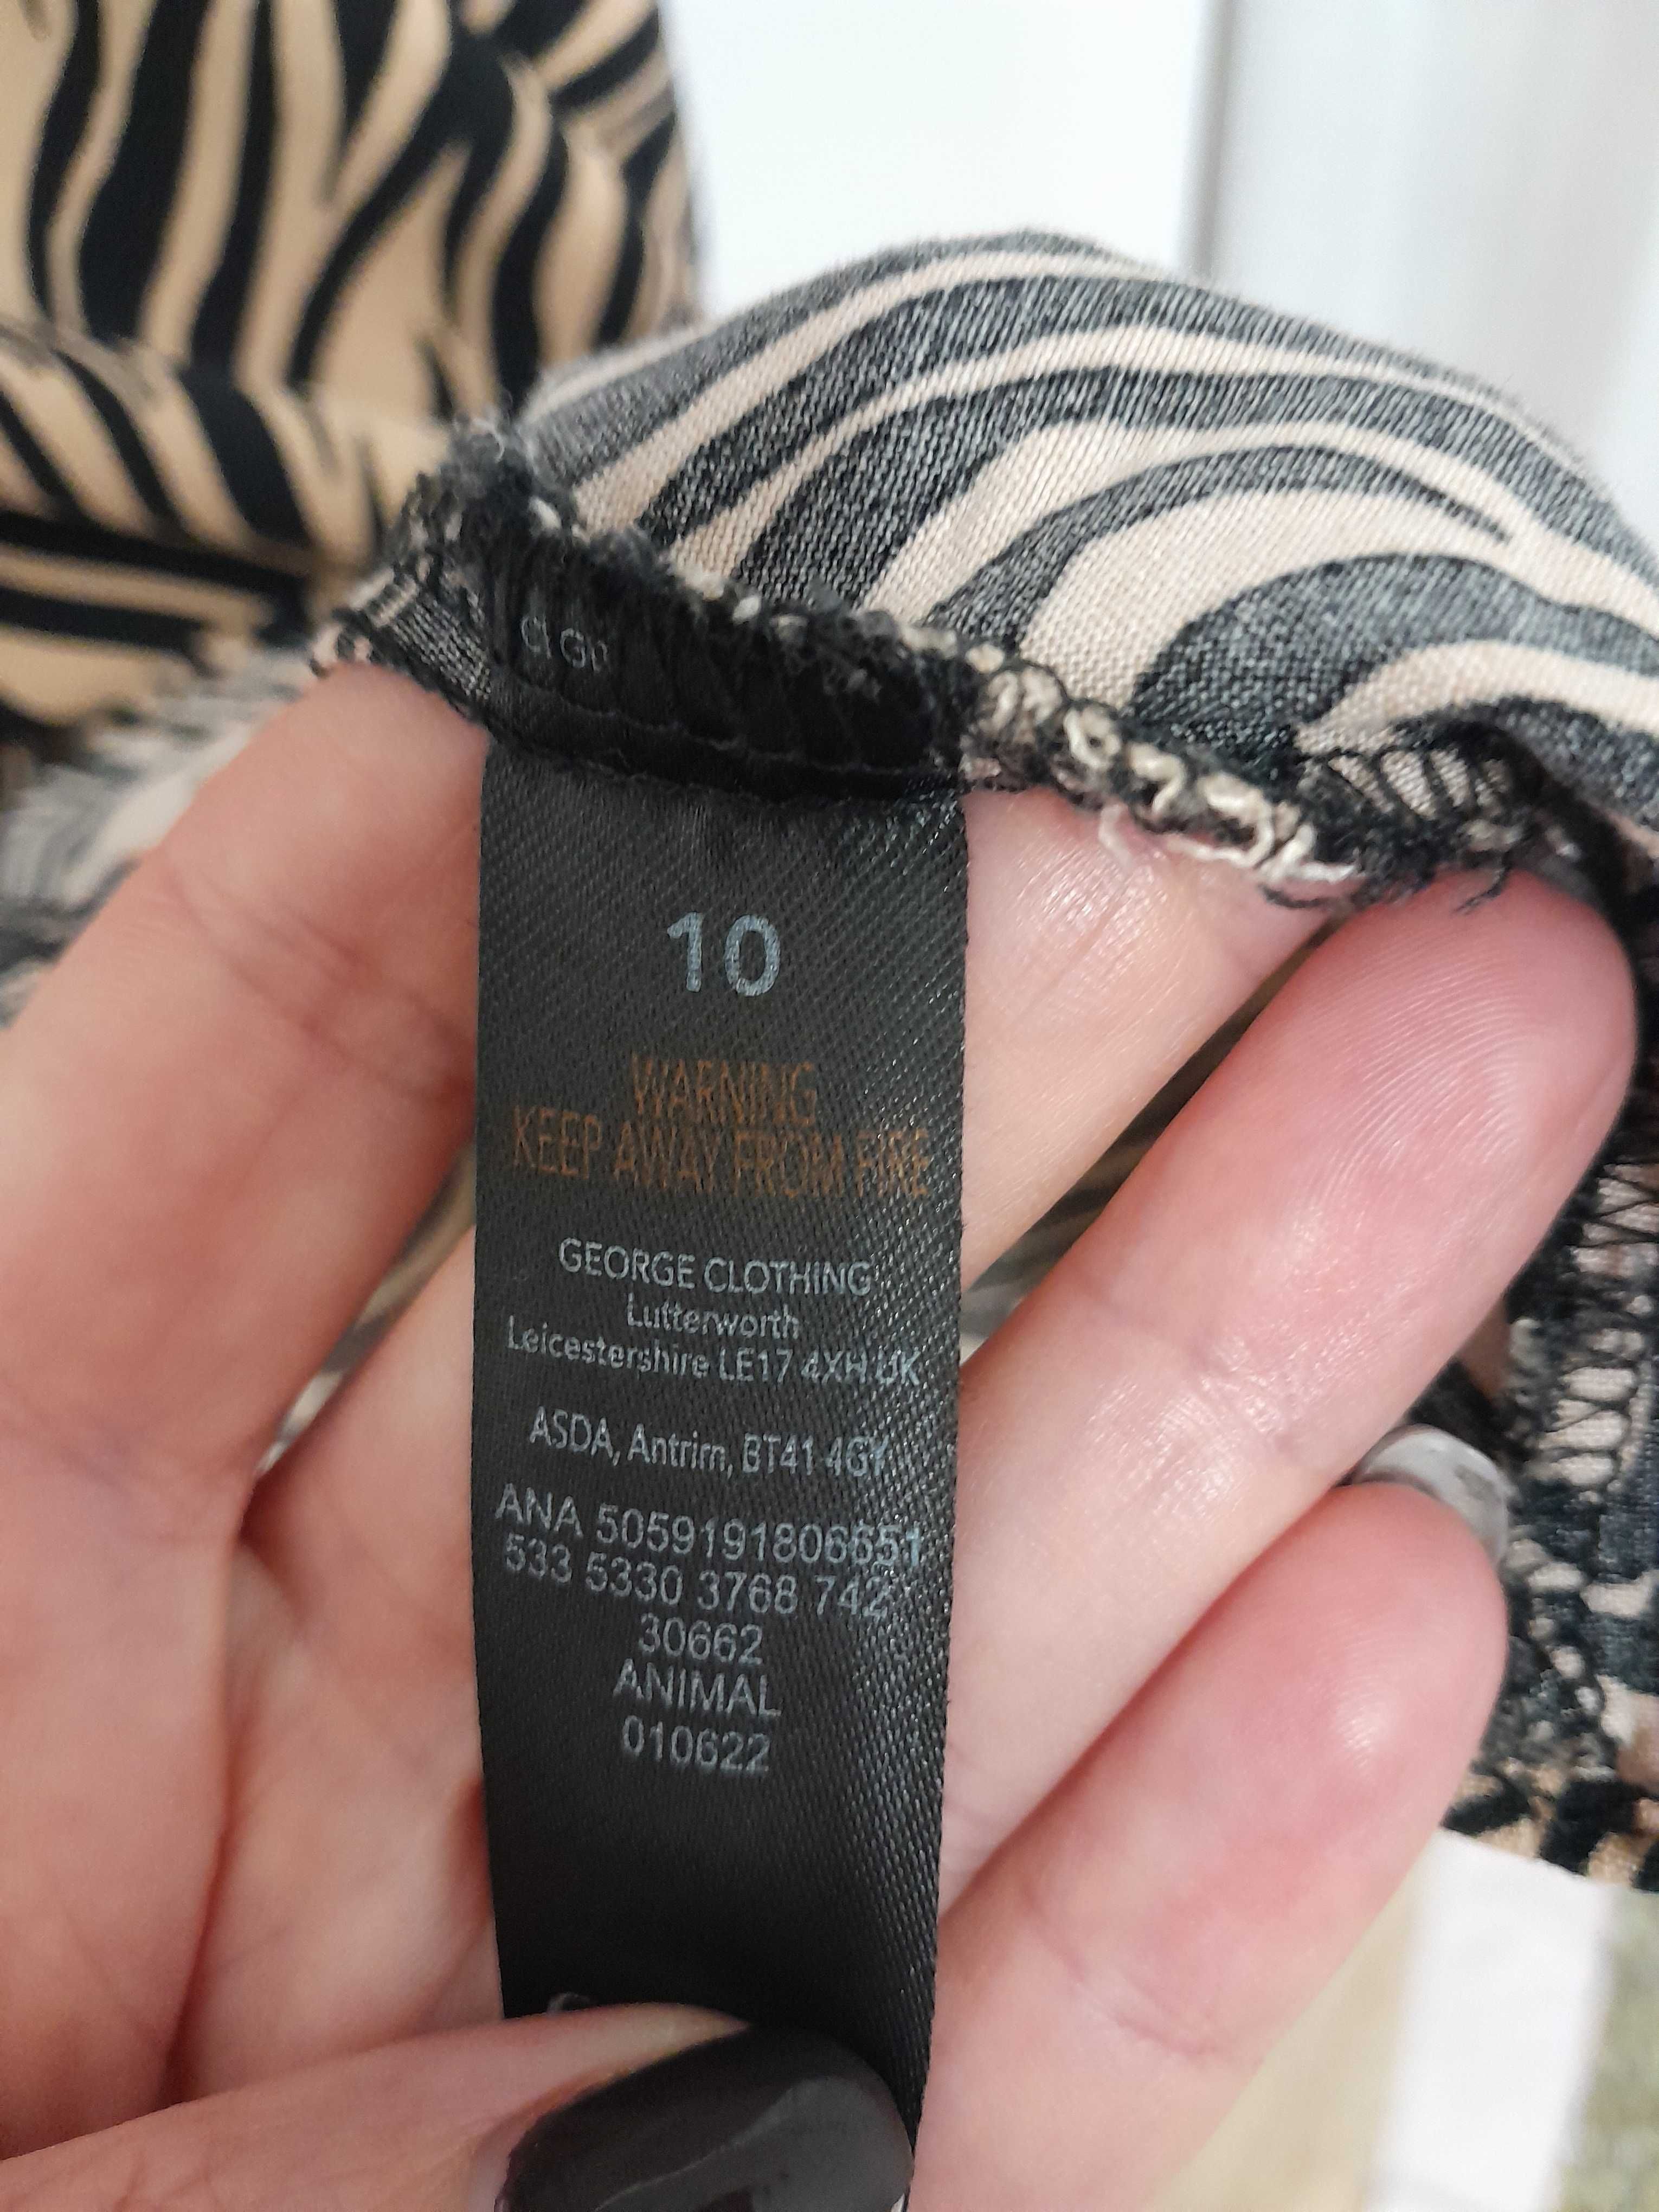 10
WARNING
KEEP AWAY FROM FIRE
GEORGE CLOTHING
Lutterworth
Leicestershire LE17 4XH UK
ASDA, Antrim, BT41 4GY
ANA 5059191806651
533 5330 3768 742
30662
ANIMAL
010622